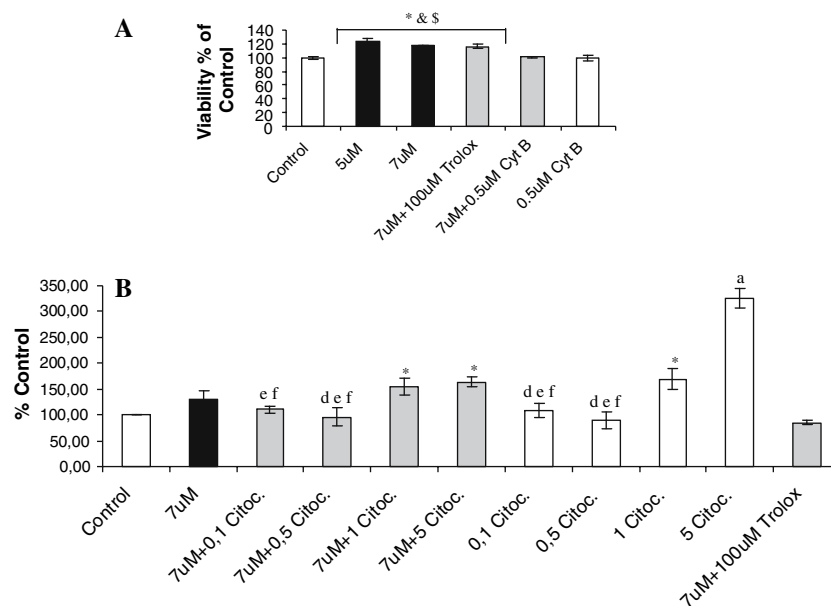 A
* & $
Viability % of
Control
140
120
100
80
60
40
20
0
Control
5uM
7uM
7uM+100uM Trolox
7uM+0.5uM Cyt B
0.5uM Cyt B
B
% Control
350,00
300,00
250,00
200,00
150,00
100,00
50,00
0,00
e f
d e f
*
*
d e f
d e f
*
a
Control
7uM
7uM+0,1 Citoc.
7uM+0,5 Citoc.
7uM+1 Citoc.
7uM+5 Citoc.
0,1 Citoc.
0,5 Citoc.
1 Citoc.
5 Citoc.
7uM+100uM Trolox